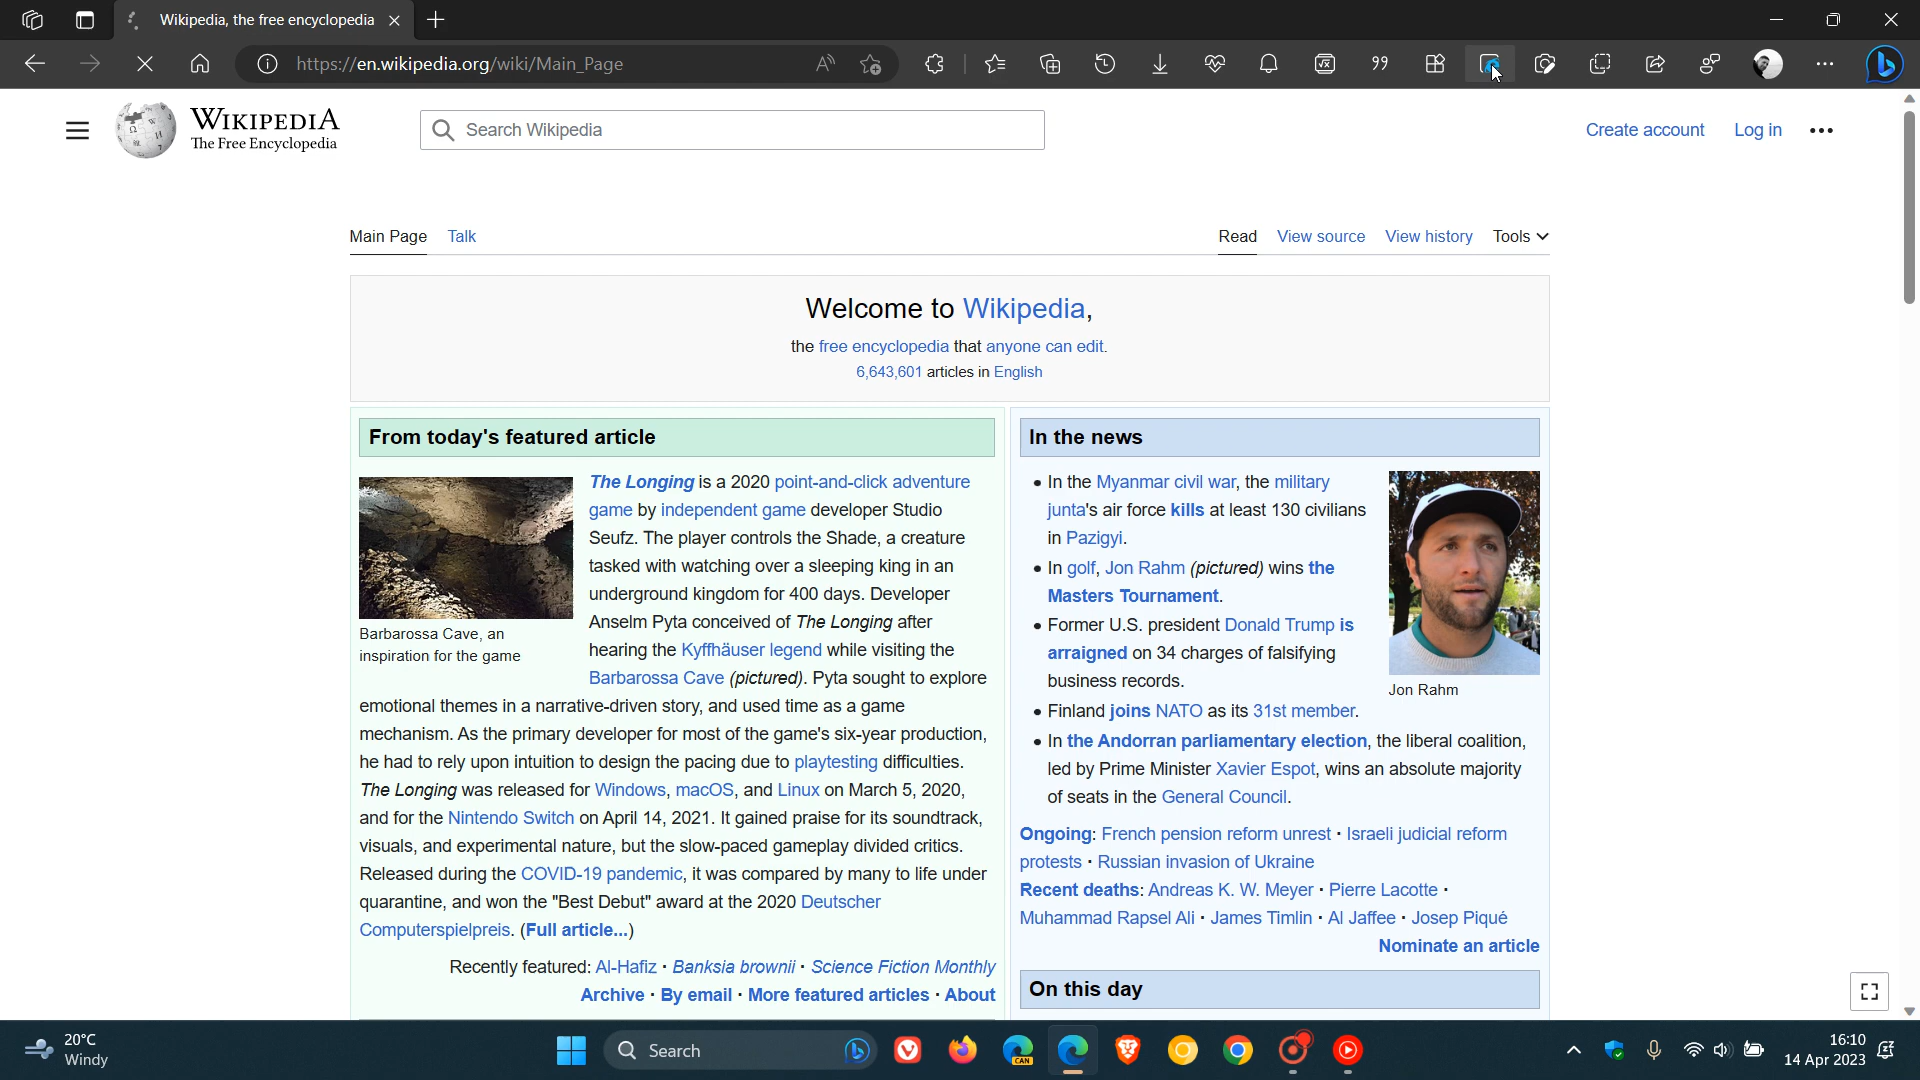 Wikipedia, the free encyclopedia
https://en.wikipedia.org/wiki/Main_Page
WIKIPEDIA
The Free Encyclopedia
Search Wikipedia
Create account
Log in
Main Page
Talk
Read
View source
View history
Tools
Welcome to Wikipedia,
the free encyclopedia that anyone can edit.
6,643,601 articles in English
From today's featured article
Barbarossa Cave, an
inspiration for the game
The Longing is a 2020 point-and-click adventure
game by independent game developer Studio
Seufz. The player controls the Shade, a creature
tasked with watching over a sleeping king in an
underground kingdom for 400 days. Developer
Anselm Pyta conceived of The Longing after
hearing the Kyffhäuser legend while visiting the
Barbarossa Cave (pictured). Pyta sought to explore
emotional themes in a narrative-driven story, and used time as a game
mechanism. As the primary developer for most of the game's six-year production,
he had to rely upon intuition to design the pacing due to playtesting difficulties.
The Longing was released for Windows, macOS, and Linux on March 5, 2020,
and for the Nintendo Switch on April 14, 2021. It gained praise for its soundtrack,
visuals, and experimental nature, but the slow-paced gameplay divided critics.
Released during the COVID-19 pandemic, it was compared by many to life under
quarantine, and won the "Best Debut" award at the 2020 Deutscher
Computerspielpreis. (Full article...)
Recently featured: Al-Hafiz · Banksia brownii · Science Fiction Monthly
Archive · By email · More featured articles · About
In the news
• In the Myanmar civil war, the military
junta's air force kills at least 130 civilians
in Pazigyi.
• In golf, Jon Rahm (pictured) wins the
Masters Tournament.
• Former U.S. president Donald Trump is
arraigned on 34 charges of falsifying
business records.
Jon Rahm
• Finland joins NATO as its 31st member.
• In the Andorran parliamentary election, the liberal coalition,
led by Prime Minister Xavier Espot, wins an absolute majority
of seats in the General Council.
Ongoing: French pension reform unrest · Israeli judicial reform
protests · Russian invasion of Ukraine
Recent deaths: Andreas K. W. Meyer · Pierre Lacotte ·
Muhammad Rapsel Ali · James Timlin · Al Jaffee · Josep Piqué
Nominate an article
On this day
20°C
Windy
Search
CAN
16:10
14 Apr 2023